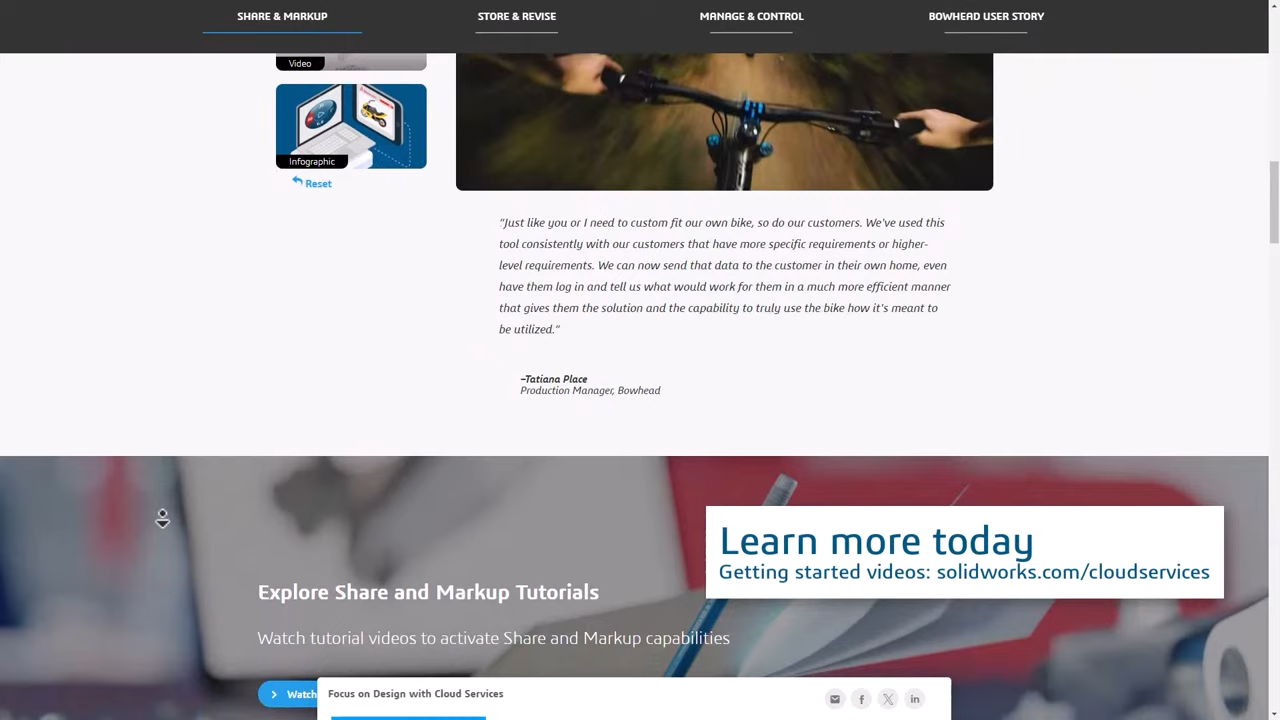 SHARE & MARKUP
STORE & REVISE
MANAGE & CONTROL
BOWHEAD USER STORY
Video
Infographic
Reset
"Just like you or I need to custom fit our own bike, so do our customers. We've used this
tool consistently with our customers that have more specific requirements or higher-
level requirements. We can now send that data to the customer in their own home, even
have them log in and tell us what would work for them in a much more efficient manner
that gives them the solution and the capability to truly use the bike how it's meant to
be utilized."
–Tatiana Place
Production Manager, Bowhead
Learn more today
Getting started videos: solidworks.com/cloudservices
Explore Share and Markup Tutorials
Watch tutorial videos to activate Share and Markup capabilities
Watch
Focus on Design with Cloud Services